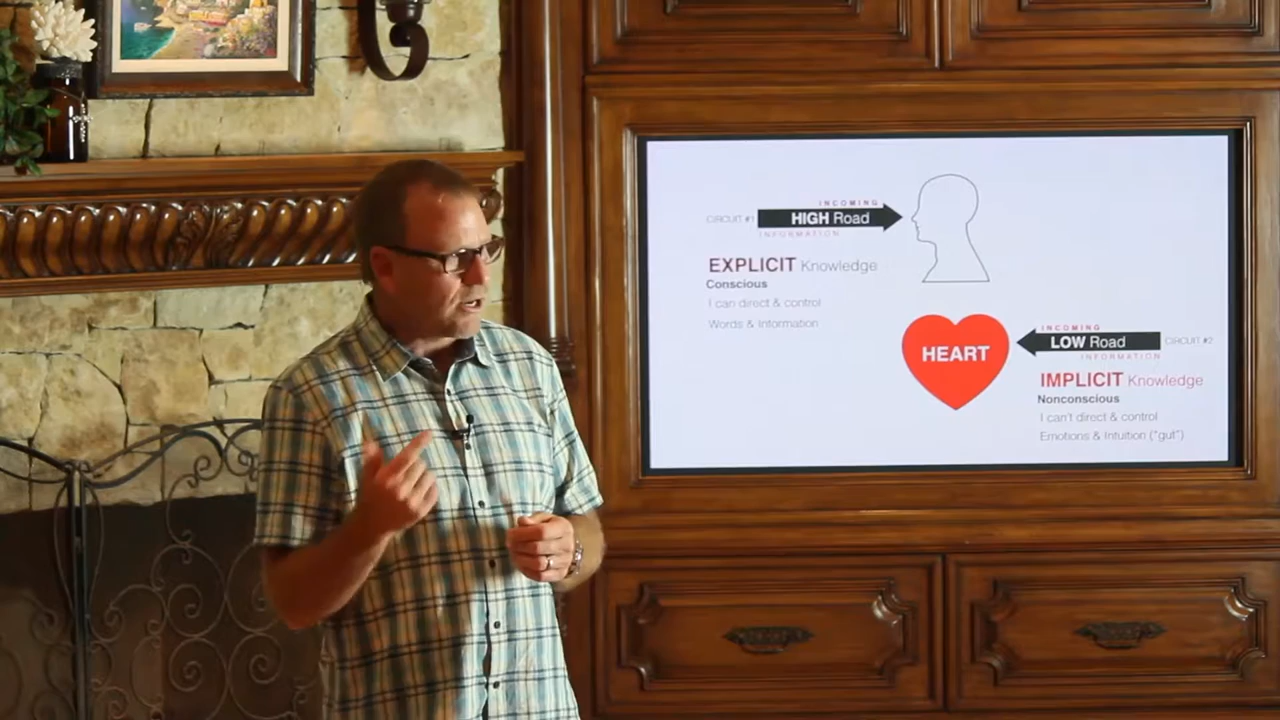 INCOMING
CIRCUIT #1 HIGH Road
INFORMATION
EXPLICIT Knowledge
Conscious
I can direct & control
Words & Information
INCOMING
HEART LOW Road CIRCUIT #2
INFORMATION
IMPLICIT Knowledge
Nonconscious
I can't direct & control
Emotions & Intuition ("gut")